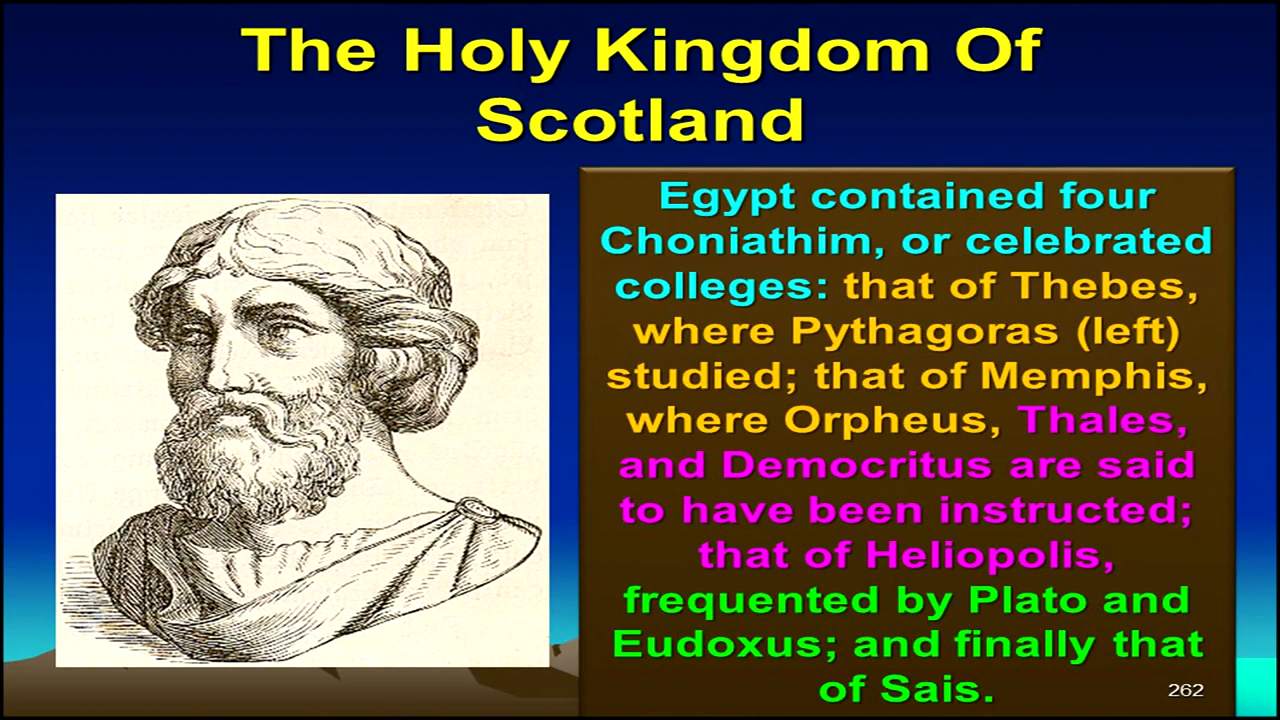 The Holy Kingdom Of
Scotland
Egypt contained four
Choniathim, or celebrated
colleges: that of Thebes,
where Pythagoras (left)
studied; that of Memphis,
where Orpheus, Thales,
and Democritus are said
to have been instructed;
that of Heliopolis,
frequented by Plato and
Eudoxus; and finally that
of Sais.
262